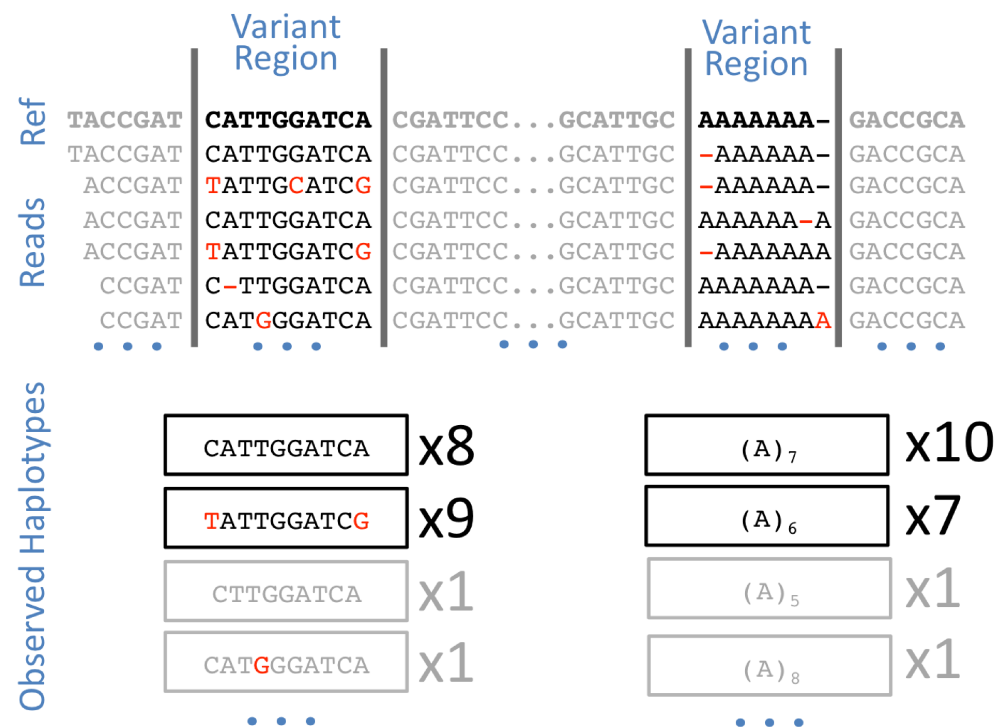 Variant Region Variant Region
Ref TACCGAT CATTGGATCA CGATTCC...GCATTGC AAAAAAA- GACCGCA
Reads
TACCGAT CATTGGATCA CGATTCC...GCATTGC -AAAAAA- GACCGCA
ACCGAT TATTGCATCG CGATTCC...GCATTGC -AAAAAA- GACCGCA
ACCGAT CATTGGATCA CGATTCC...GCATTGC AAAAAA-A GACCGCA
ACCGAT TATTGGATCG CGATTCC...GCATTGC -AAAAAAA GACCGCA
CCGAT C-TTGGATCA CGATTCC...GCATTGC AAAAAAA- GACCGCA
CCGAT CATGGGATCA CGATTCC...GCATTGC AAAAAAAA GACCGCA
Observed Haplotypes
CATTGGATCA x8 (A)₇ x10
TATTGGATCG x9 (A)₆ x7
CTTGGATCA x1 (A)₅ x1
CATGGGATCA x1 (A)₈ x1